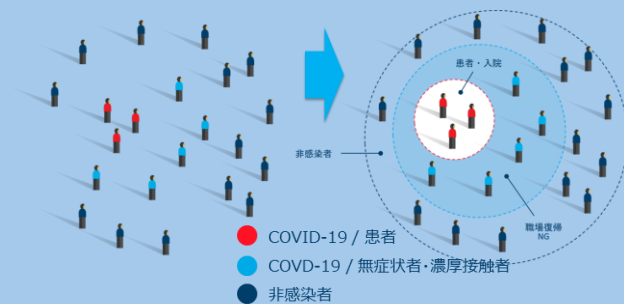 患者・入院
非感染者
職場復帰
NG
COVID-19 / 患者
COVD-19 / 無症状者・濃厚接触者
非感染者